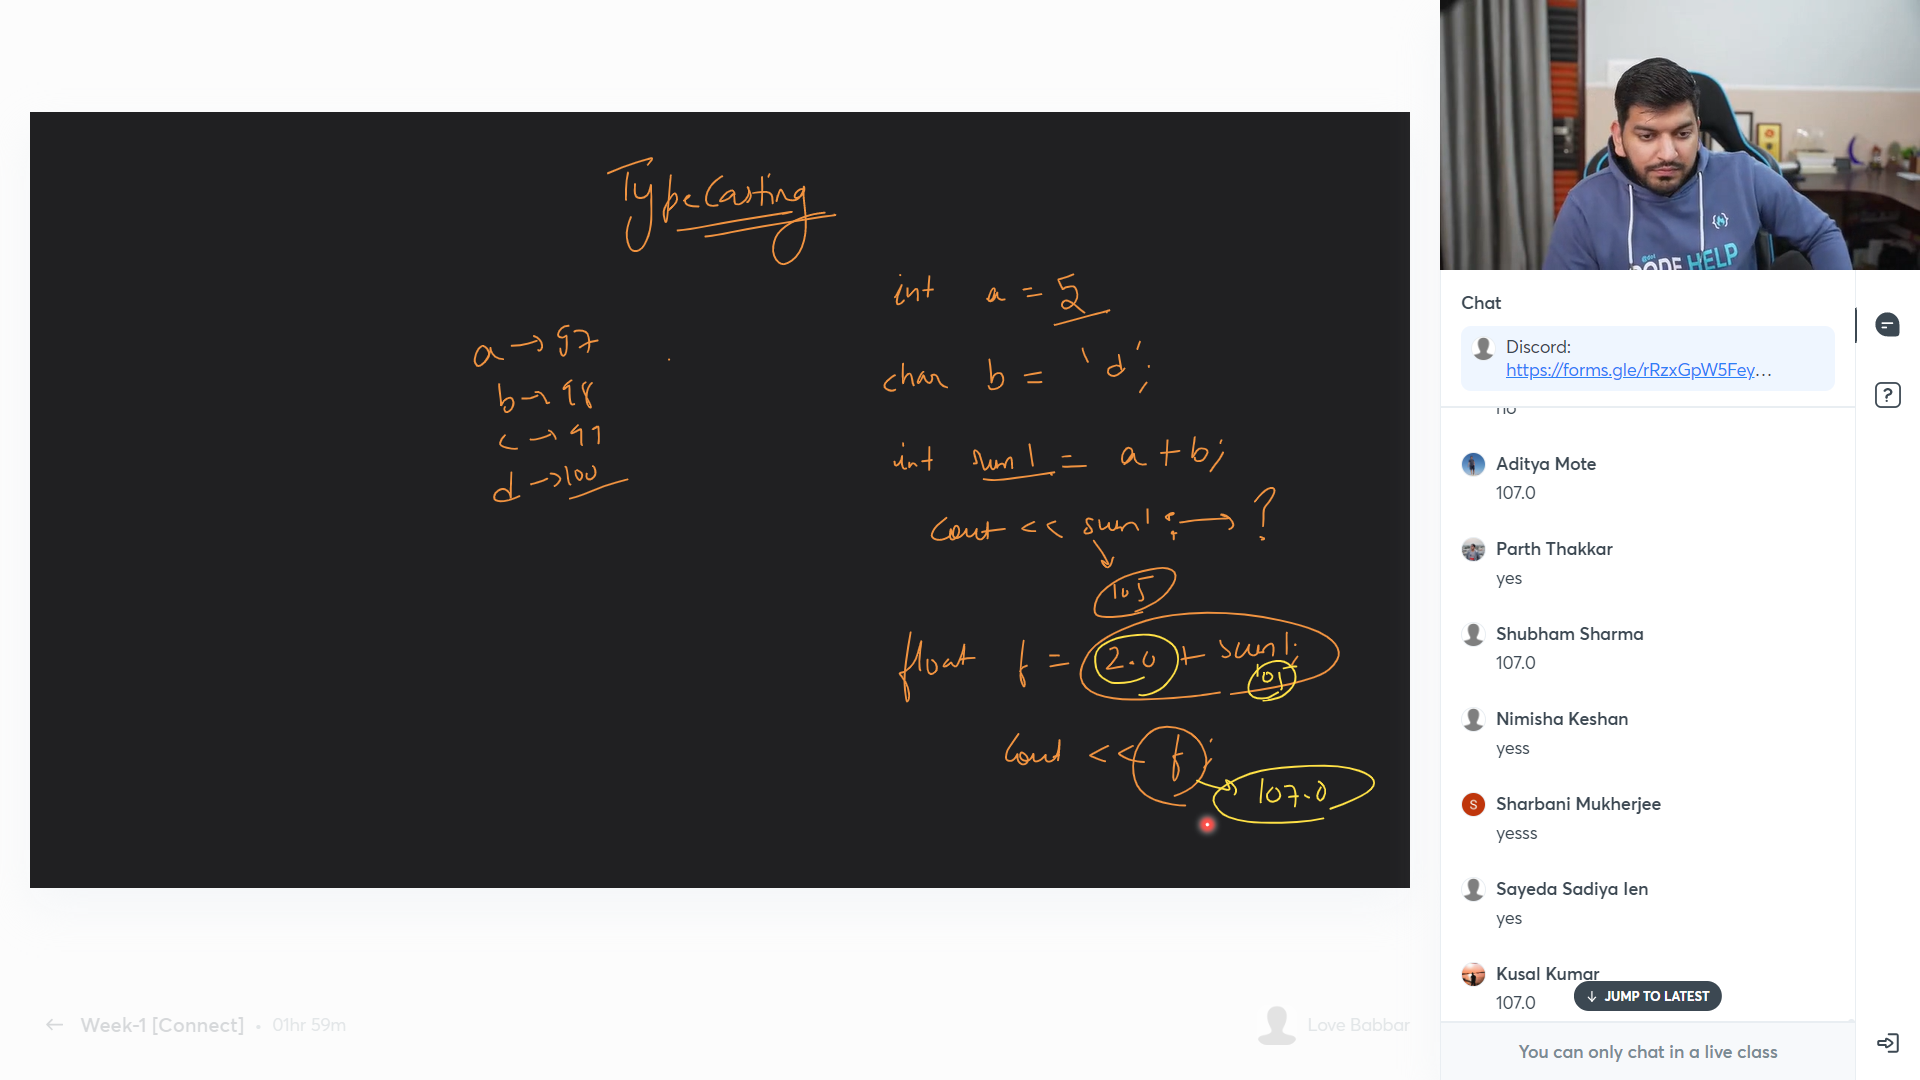 TypeCasting
a → 97
b → 98
c → 99
d → 100
int a = 5
char b = 'd';
int sum1 = a + b;
Cout << sum1; → ?
105
float f = 2.0 + sum1;
105
Cout << f;
107.0
CODE HELP
Chat
Discord:
https://forms.gle/rRzxGpW5Fey...
no
Aditya Mote
107.0
Parth Thakkar
yes
Shubham Sharma
107.0
Nimisha Keshan
yess
S
Sharbani Mukherjee
yesss
Sayeda Sadiya Ien
yes
Kusal Kumar
107.0
↓ JUMP TO LATEST
You can only chat in a live class
?
← Week-1 [Connect] • 01hr 59m
Love Babbar